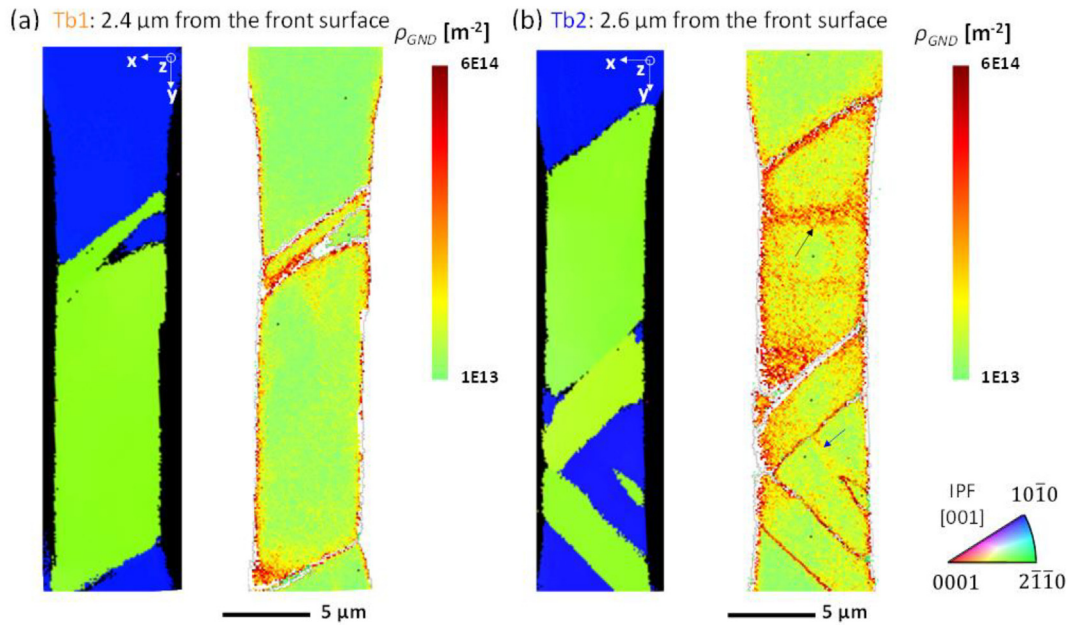 (a) Tb1: 2.4 μm from the front surface
x
z
y
ρGND [m⁻²]
6E14
1E13
5 μm
(b) Tb2: 2.6 μm from the front surface
x
z
y
ρGND [m⁻²]
6E14
1E13
5 μm
IPF
[001]
101̅0
0001
21̅1̅0